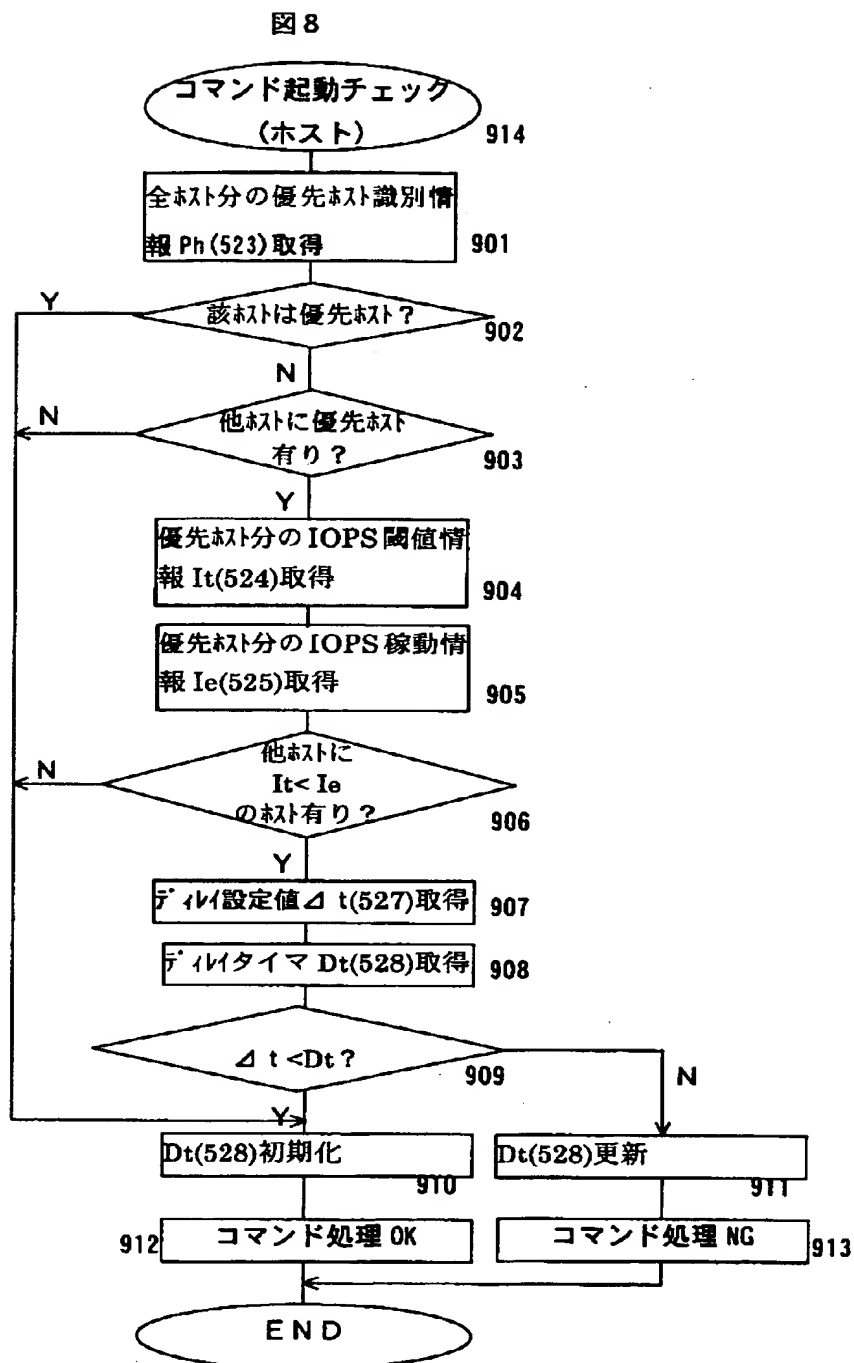 図8
コマンド起動チェック
(ホスト)
914
全ホスト分の優先ホスト識別情
報 Ph(523)取得
901
Y
該ホストは優先ホスト?
902
N
N
他ホストに優先ホスト
有り?
903
Y
優先ホスト分の IOPS 閾値情
報 It(524)取得
904
優先ホスト分の IOPS 稼動情
報 Ie(525)取得
905
他ホストに
N
It< Ie
のホスト有り?
906
Y
ディレイ設定値⊿ t(527)取得
907
ディレイタイマ Dt(528)取得
908
⊿ t <Dt?
909
N
Y
Dt(528)初期化
910
Dt(528)更新
911
912
コマンド処理 OK
コマンド処理 NG
913
END